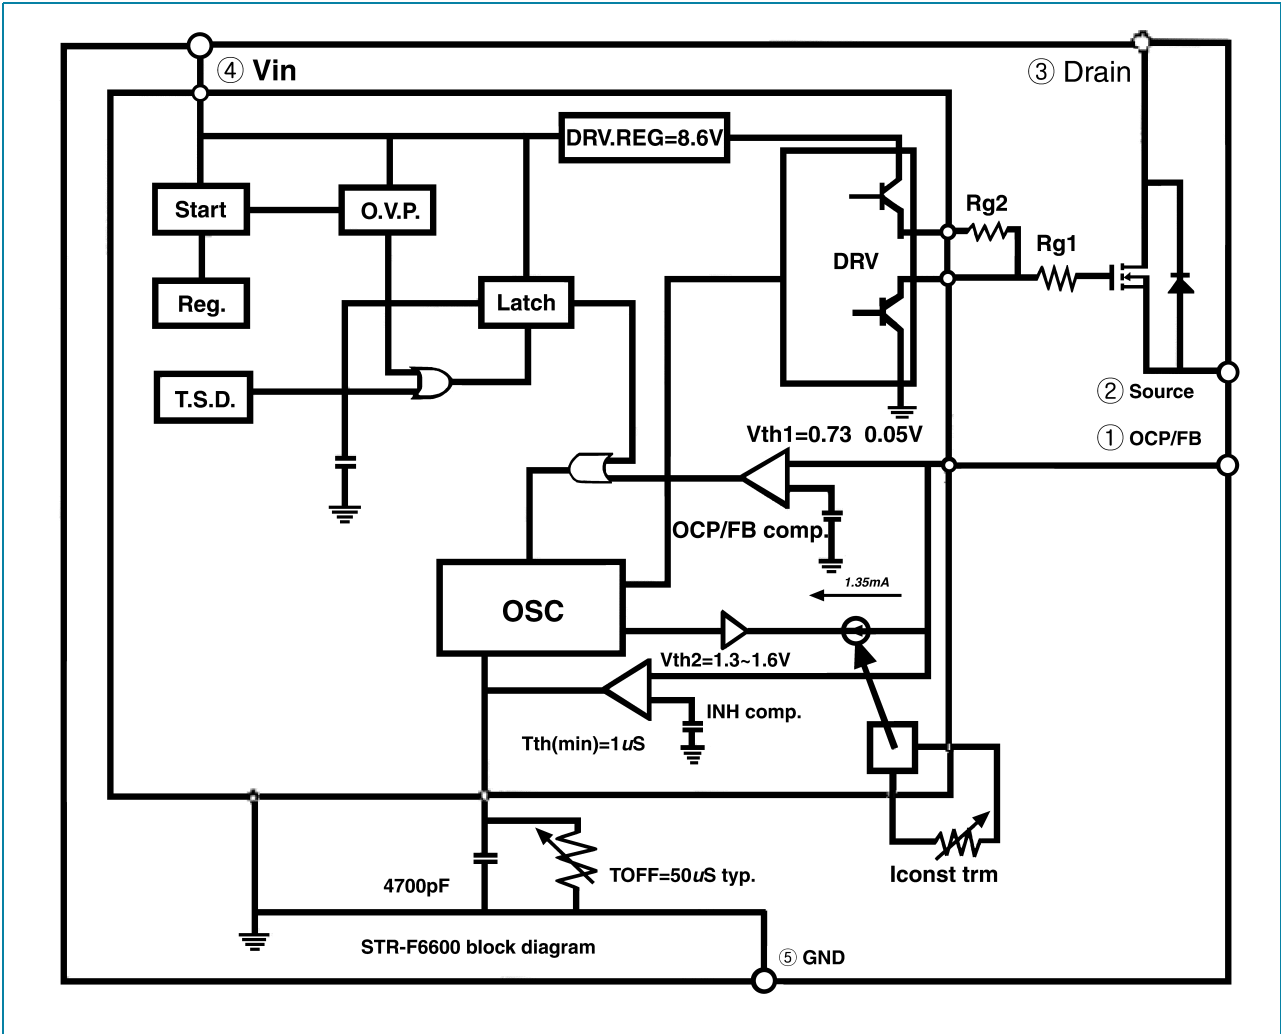 ④ Vin
③ Drain
DRV.REG=8.6V
Start
O.V.P.
Rg2
Rg1
DRV
Reg.
Latch
T.S.D.
② Source
① OCP/FB
Vth1=0.73 0.05V
OCP/FB comp.
1.35mA
OSC
Vth2=1.3~1.6V
INH comp.
Tth(min)=1uS
4700pF
TOFF=50uS typ.
Iconst trm
STR-F6600 block diagram
⑤ GND